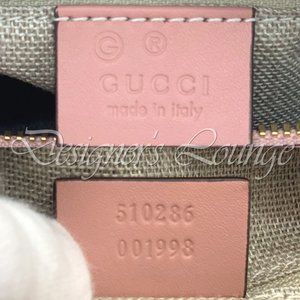 G ®
GUCCI
made in italy
Designer's Lounge
510286
001998